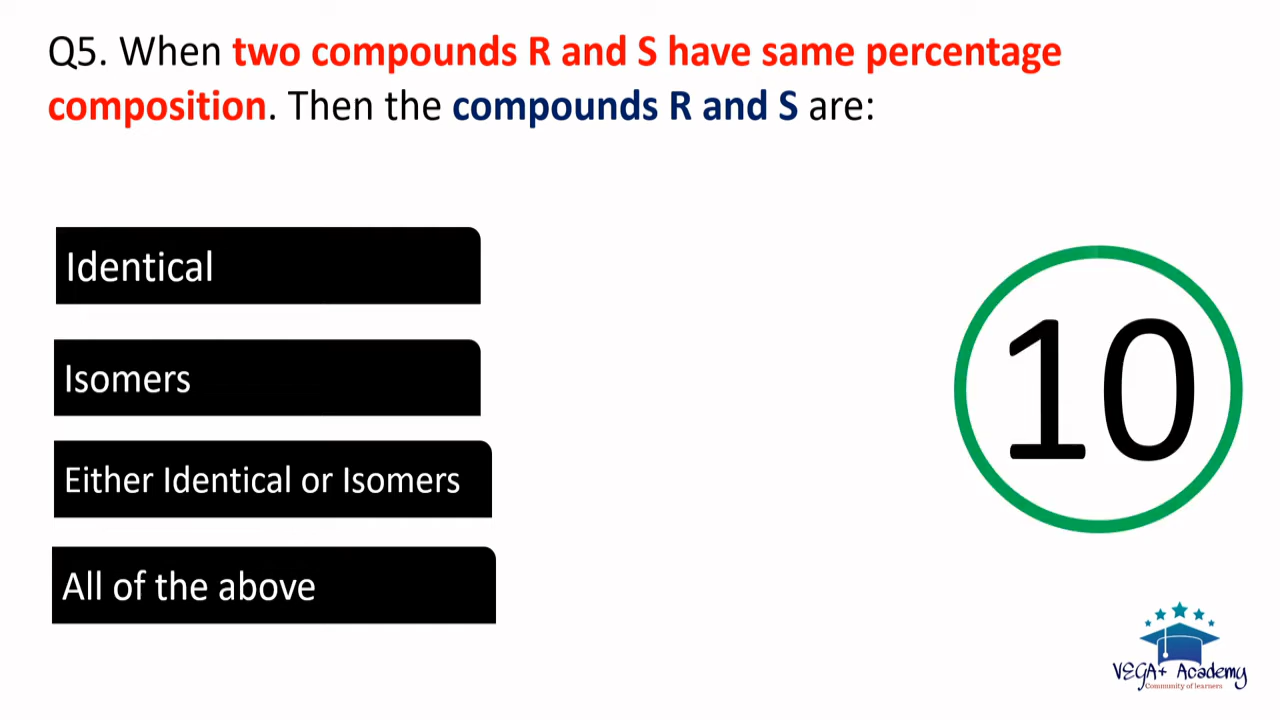 Q5. When two compounds R and S have same percentage
composition. Then the compounds R and S are:
Identical
Isomers
Either Identical or Isomers
All of the above
10
VEGA+ Academy
Community of learners